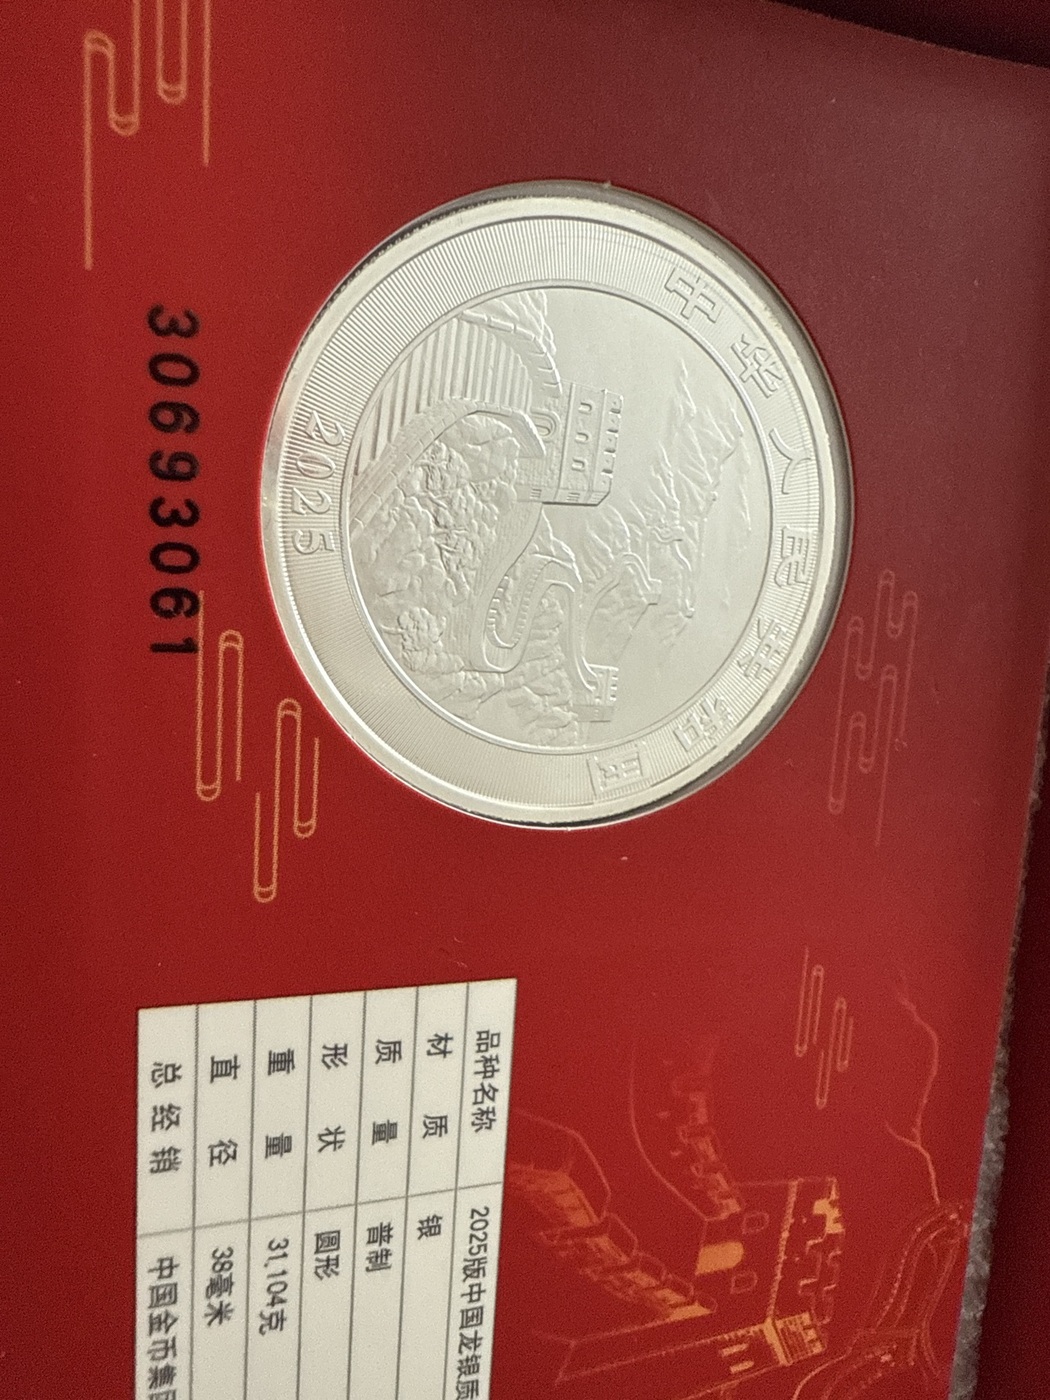 中华人民共和国
2025
30693061
品种名称 2025版中国龙银质
材质 银
质量 普制
形状 圆形
重量 31.104克
直径 38毫米
总经销 中国金币集团